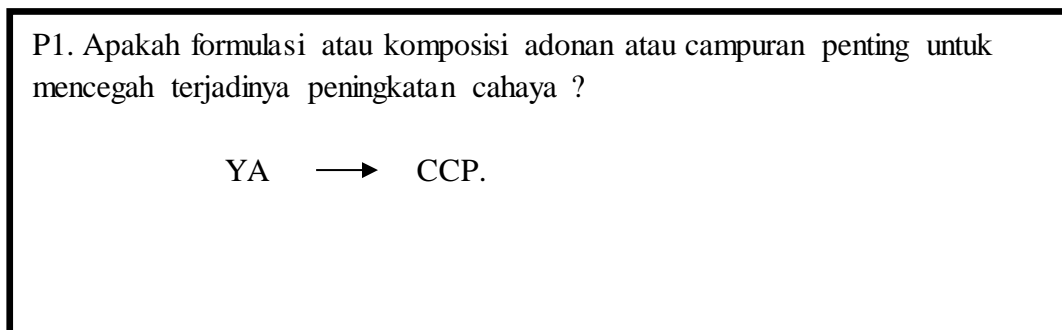 P1. Apakah formulasi atau komposisi adonan atau campuran penting untuk
mencegah terjadinya peningkatan cahaya ?
YA → CCP.